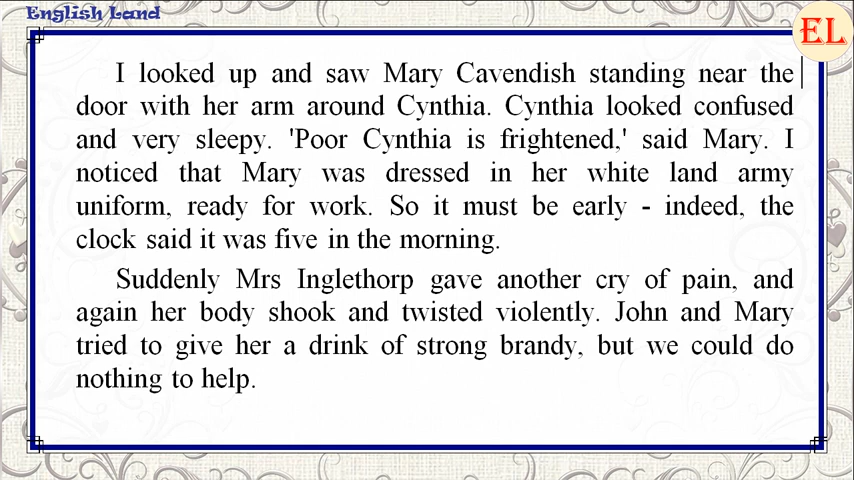 English Land
EL
I looked up and saw Mary Cavendish standing near the
door with her arm around Cynthia. Cynthia looked confused
and very sleepy. 'Poor Cynthia is frightened,' said Mary. I
noticed that Mary was dressed in her white land army
uniform, ready for work. So it must be early - indeed, the
clock said it was five in the morning.
Suddenly Mrs Inglethorp gave another cry of pain, and
again her body shook and twisted violently. John and Mary
tried to give her a drink of strong brandy, but we could do
nothing to help.